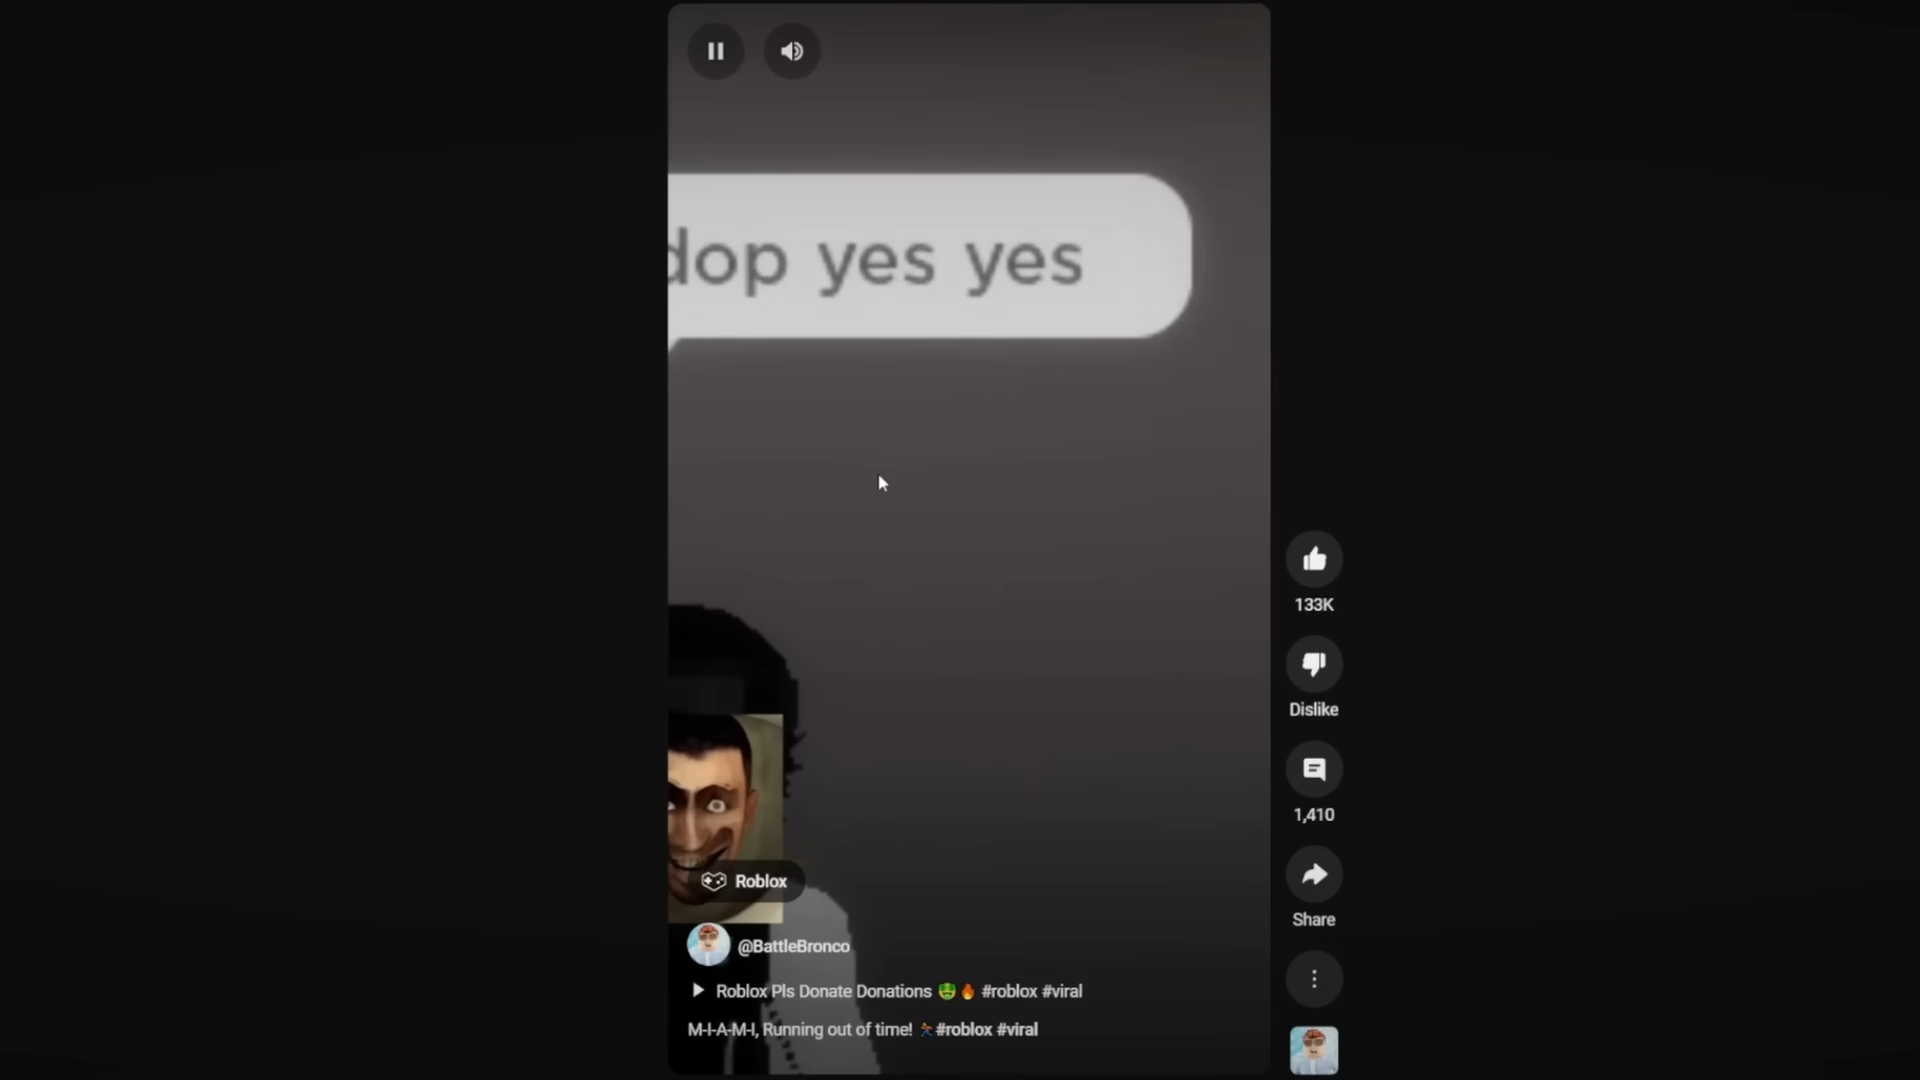 dop yes yes
133K
Dislike
1,410
Share
Roblox
@BattleBronco
Roblox Pls Donate Donations 🤑🔥 #roblox #viral
M-I-A-M-I, Running out of time! 🏃#roblox #viral